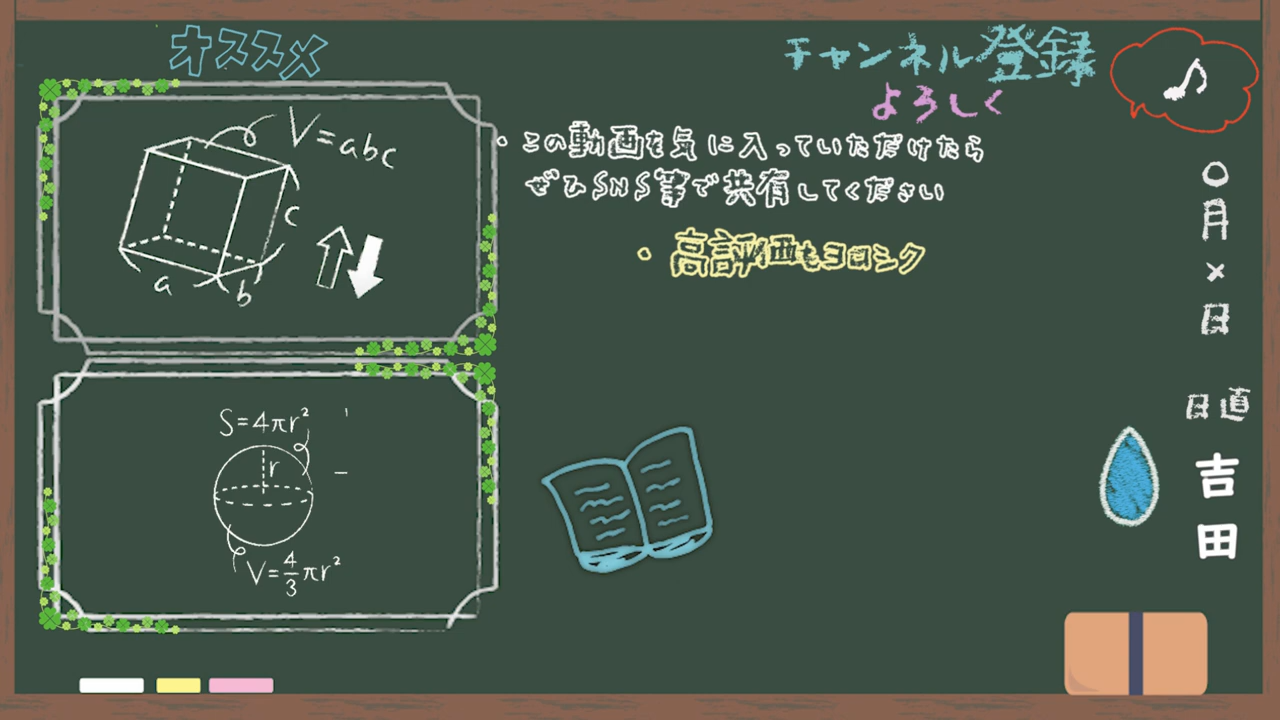 オススメ
V=abc
c
a
b
S=4πr²
r
V=4/3πr²
チャンネル登録
よろしく
・この動画を気に入っていただけたら
ぜひSNS等で共有してください
・高評価もヨロシク
♪
〇月×日
日直
吉田